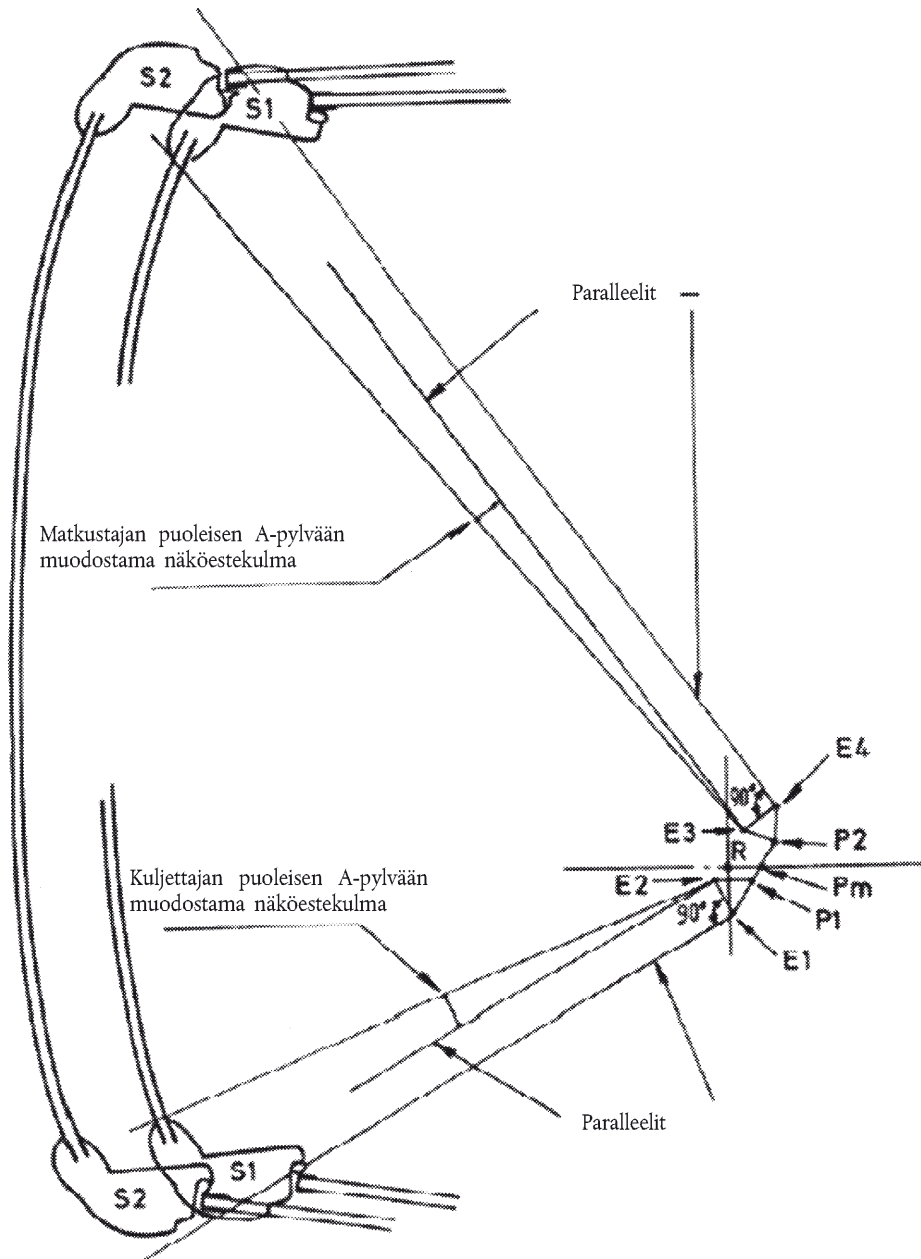 S2
S1
Paralleelit
Matkustajan puoleisen A-pylvään
muodostama näköestekulma
E4
90°
E3
P2
R
Kuljettajan puoleisen A-pylvään
muodostama näköestekulma
E2
Pm
P1
90°
E1
Paralleelit
S1
S2